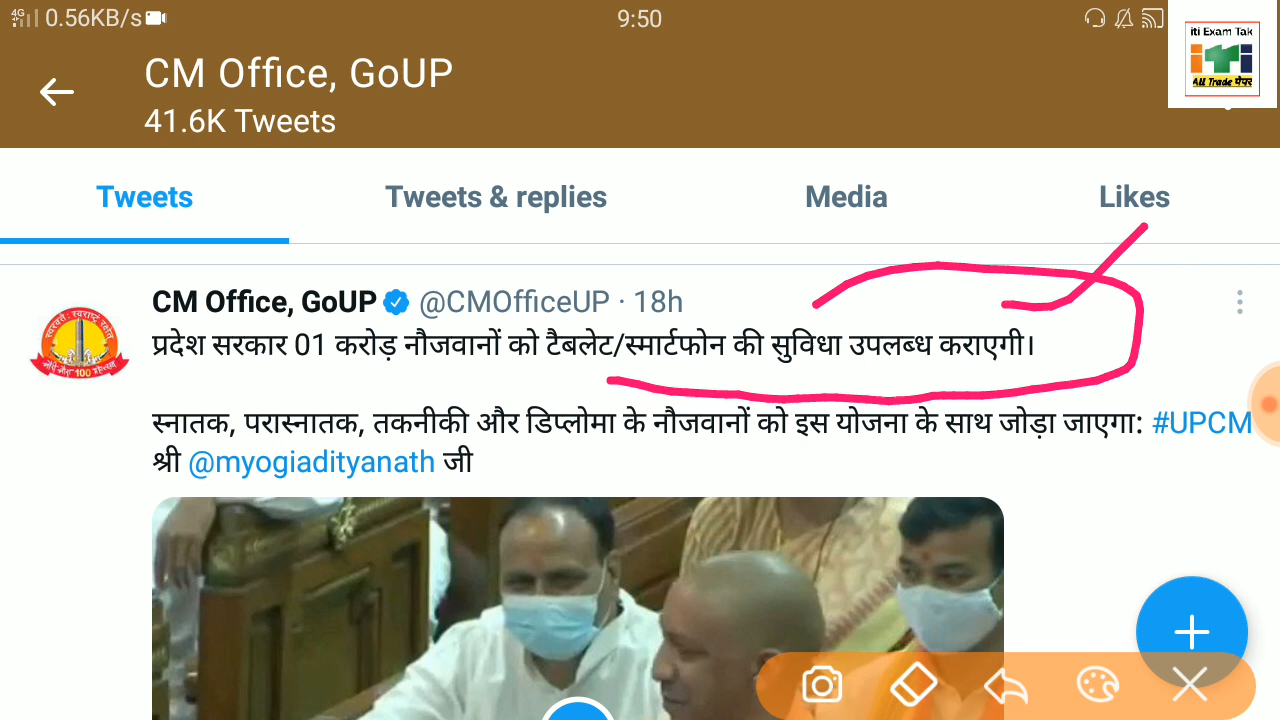 4G 0.56KB/s 9:50
iti Exam Tak
iTi
All Trade पेपर
CM Office, GoUP
41.6K Tweets
Tweets Tweets & replies Media Likes
CM Office, GoUP @CMOfficeUP · 18h
प्रदेश सरकार 01 करोड़ नौजवानों को टैबलेट/स्मार्टफोन की सुविधा उपलब्ध कराएगी।
स्नातक, परास्नातक, तकनीकी और डिप्लोमा के नौजवानों को इस योजना के साथ जोड़ा जाएगा: #UPCM
श्री @myogiadityanath जी